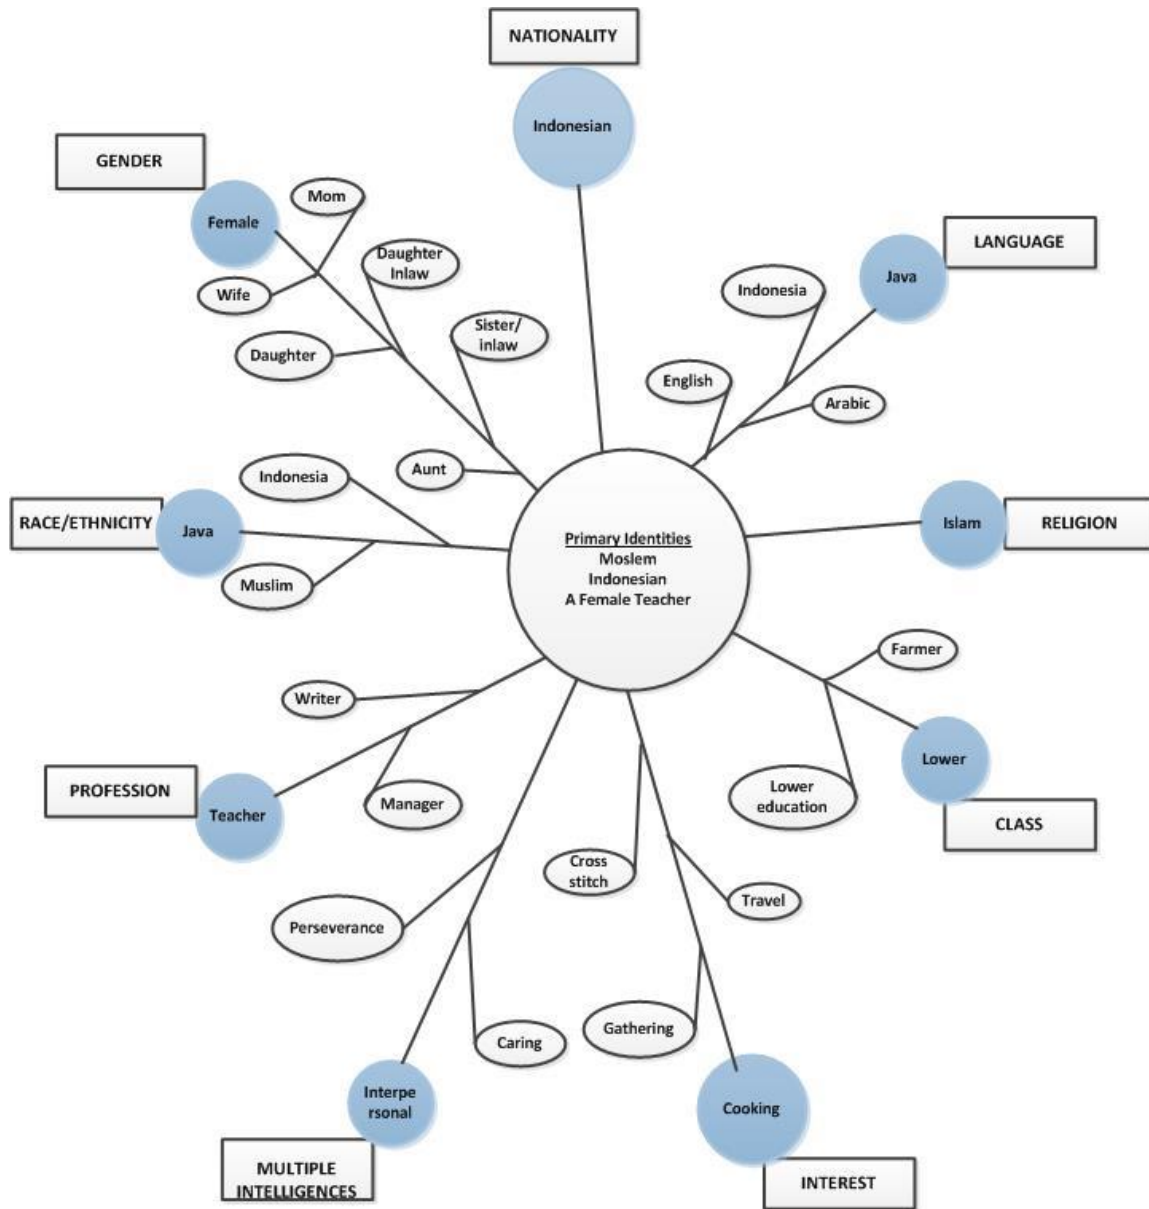 NATIONALITY
Indonesian
GENDER
Female
Mom
Wife
Daughter
Inlaw
Daughter
Sister/
inlaw
Aunt
LANGUAGE
Java
Indonesia
English
Arabic
RACE/ETHNICITY
Java
Indonesia
Muslim
Primary Identities
Moslem
Indonesian
A Female Teacher
Islam
RELIGION
Farmer
Lower
Lower
education
CLASS
PROFESSION
Teacher
Writer
Manager
Perseverance
Caring
Interpe
rsonal
MULTIPLE
INTELLIGENCES
Cross
stitch
Travel
Gathering
Cooking
INTEREST